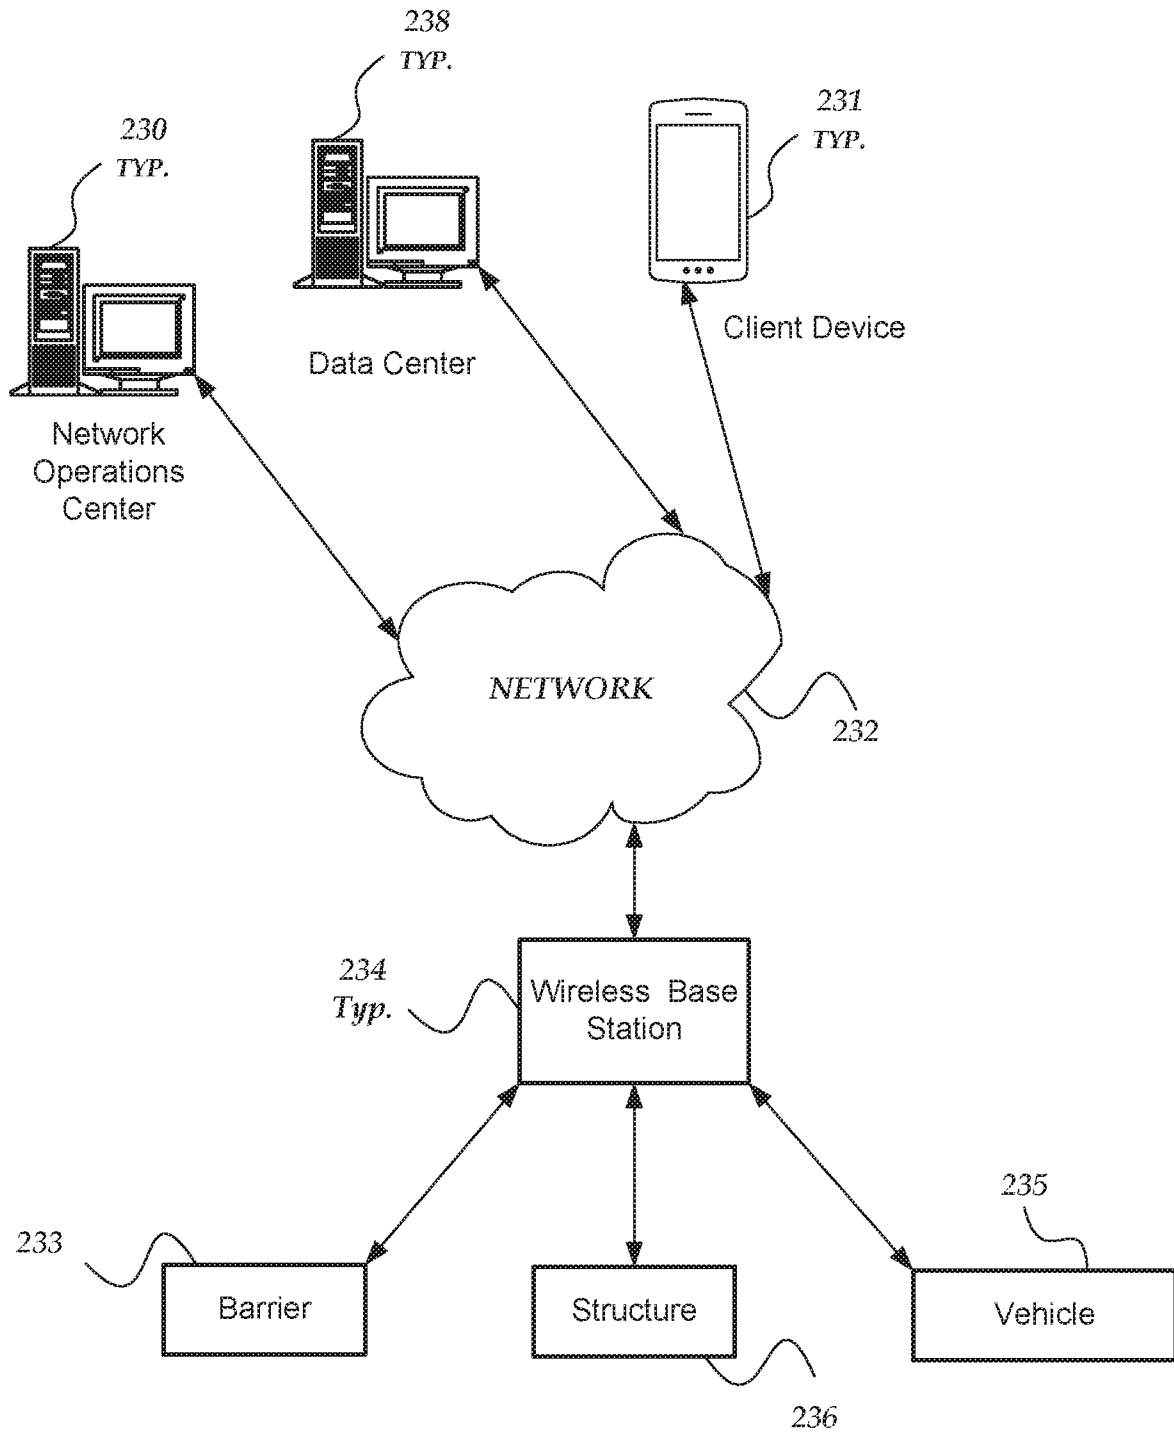 238
TYP.
231
TYP.
230
TYP.
Client Device
Data Center
Network
Operations
Center
NETWORK
232
234
Typ.
Wireless Base
Station
235
233
Barrier
Structure
Vehicle
236